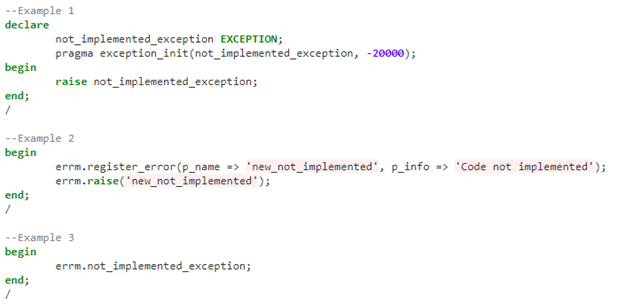 --Example 1
declare
        not_implemented_exception EXCEPTION;
        pragma exception_init(not_implemented_exception, -20000);
begin
        raise not_implemented_exception;
end;
/

--Example 2
begin
        errm.register_error(p_name => 'new_not_implemented', p_info => 'Code not implemented');
        errm.raise('new_not_implemented');
end;
/

--Example 3
begin
        errm.not_implemented_exception;
end;
/